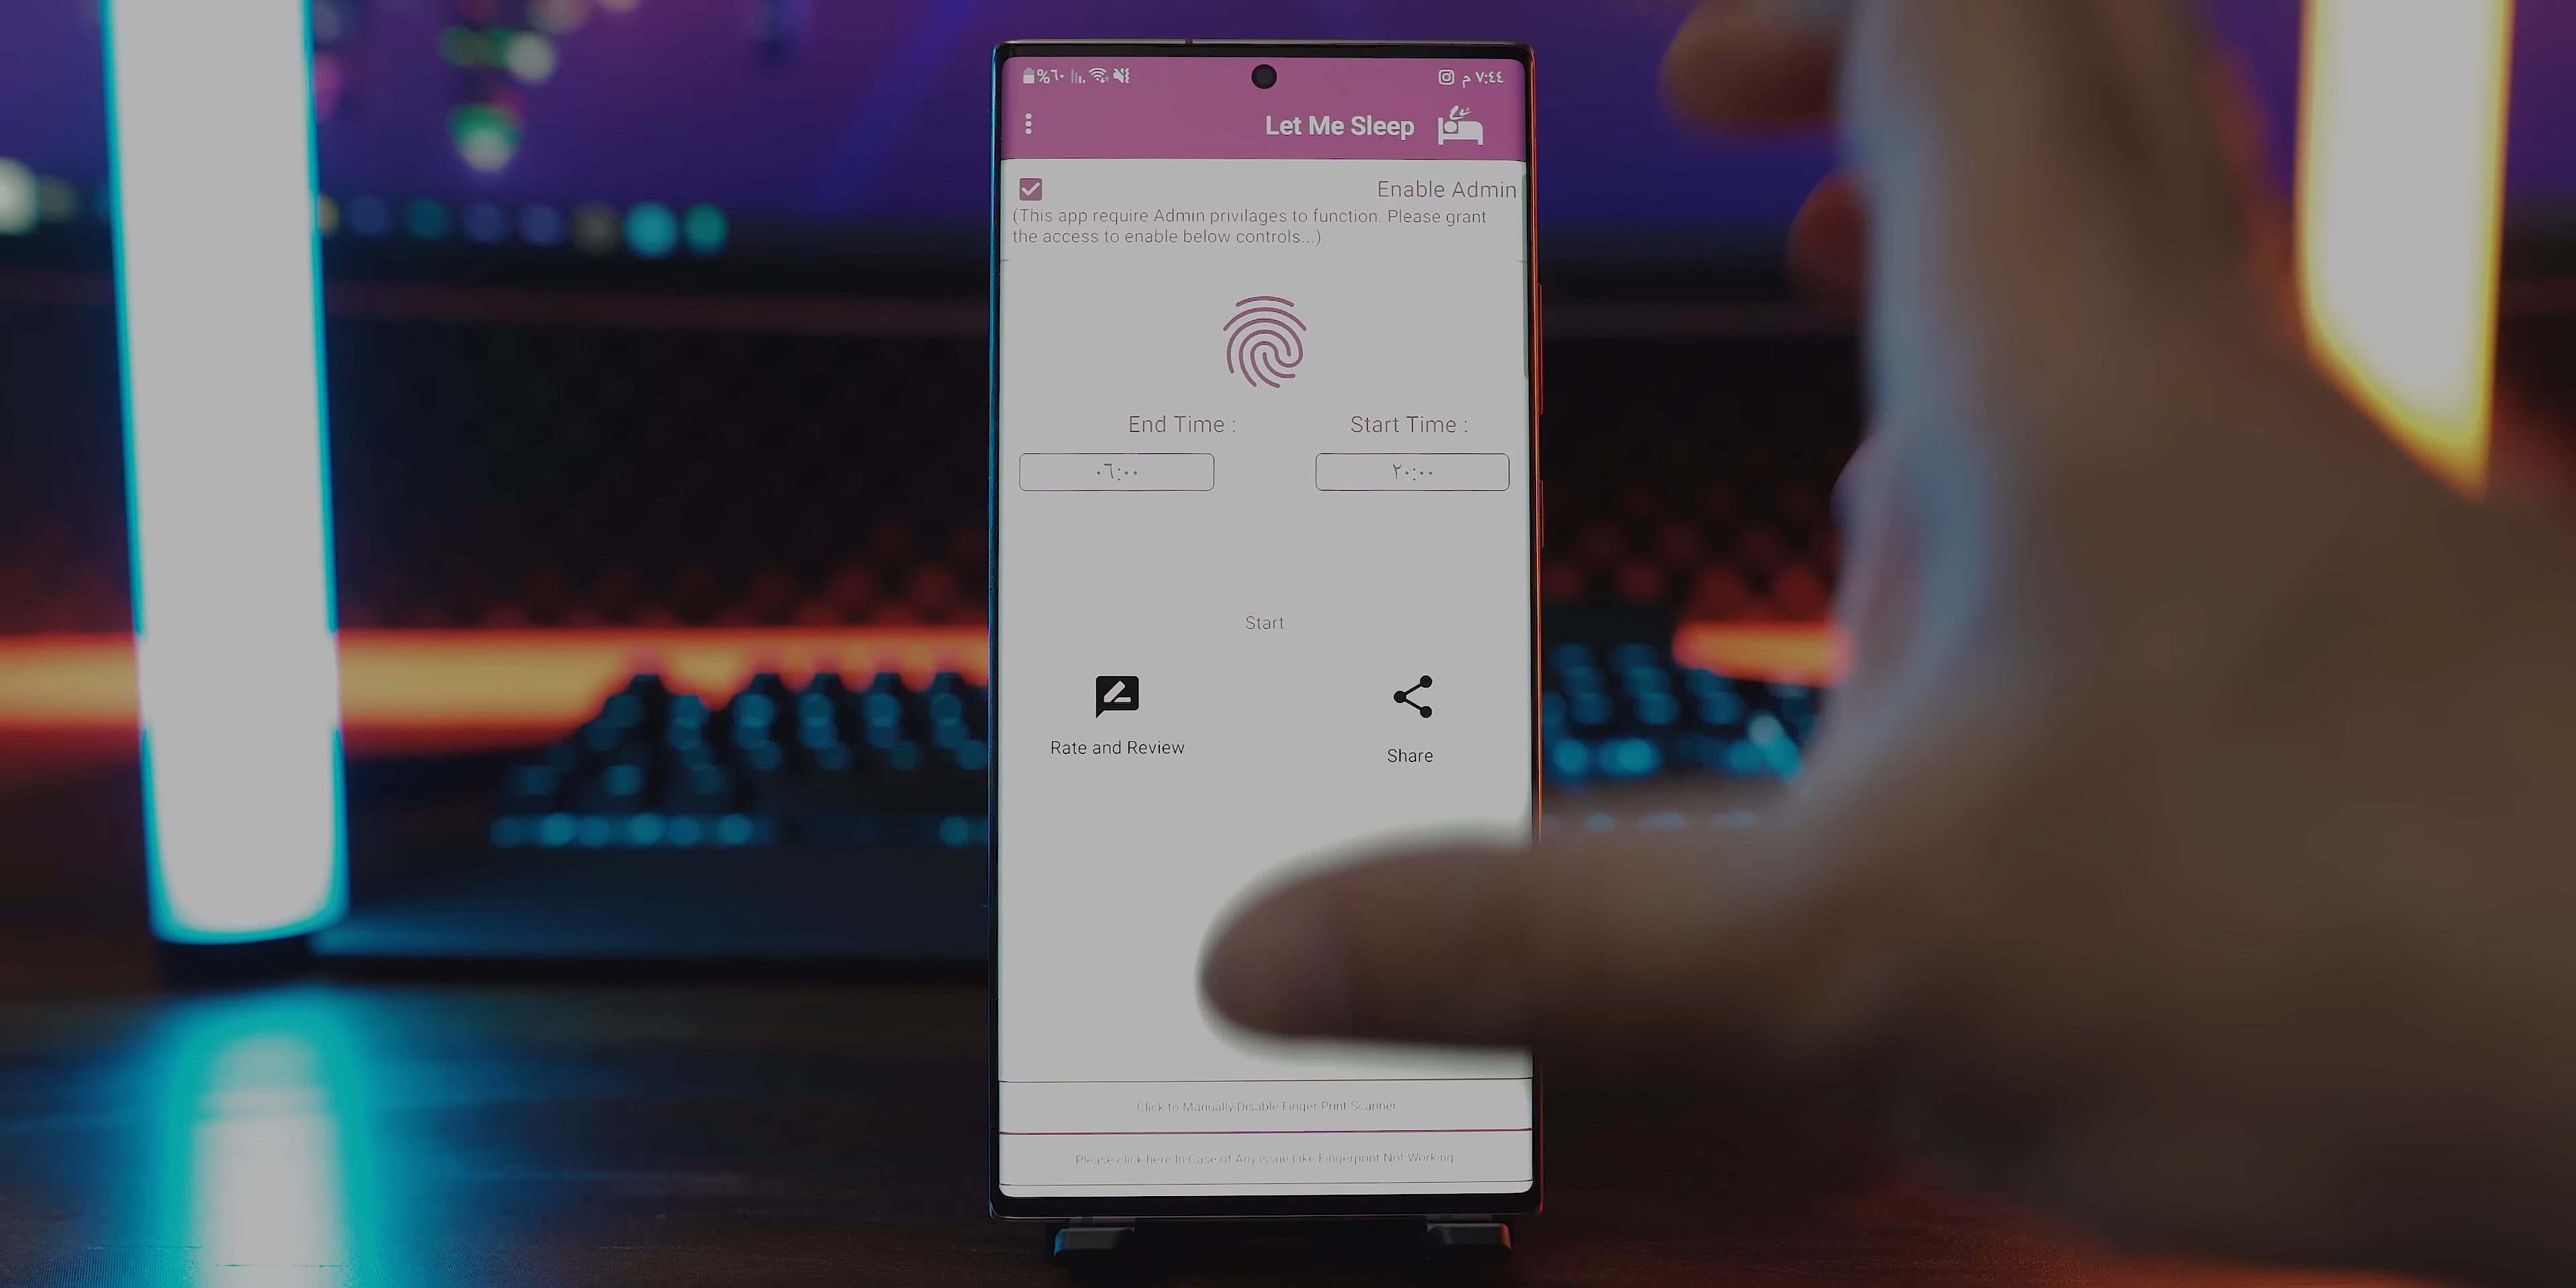 %٦٠
٧:٤٤ م
Let Me Sleep
Enable Admin
(This app require Admin privilages to function. Please grant
the access to enable below controls...)
End Time :
Start Time :
٠٦:٠٠
٢٠:٠٠
Start
Rate and Review
Share
Click to Manually Disable Finger Print Scanner
Please click here In Case of Any issue Like Fingerprint Not Working